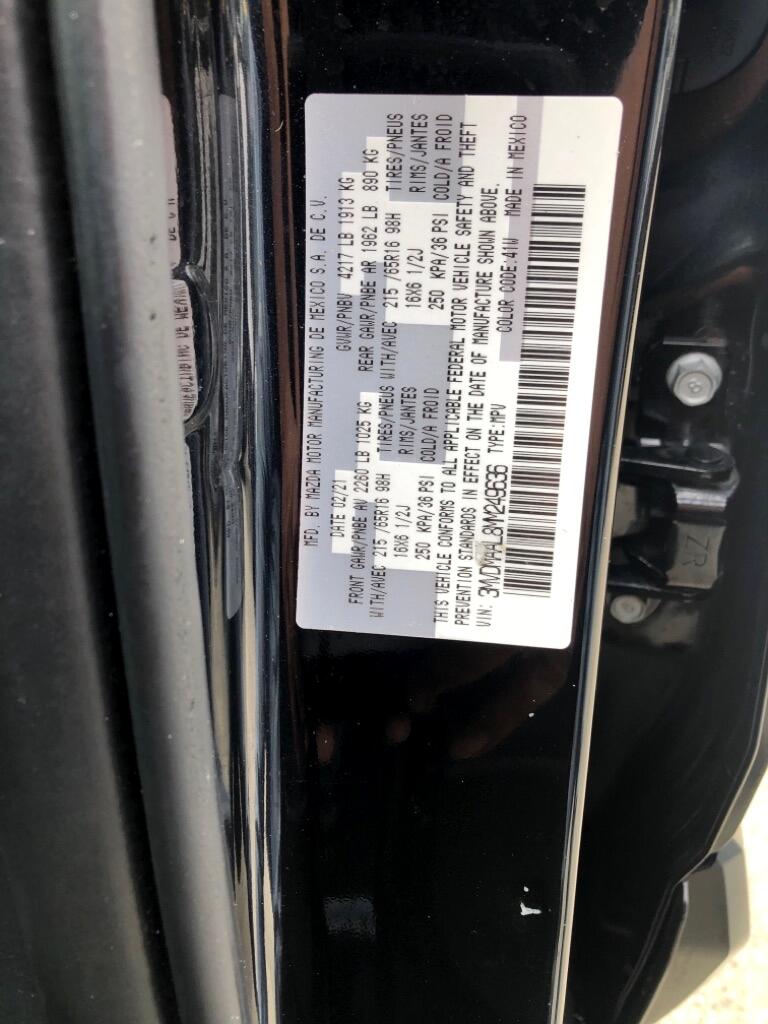 MFD. BY MAZDA MOTOR MANUFACTURING DE MEXICO S.A. DE C.V.
DATE 02/21 GVWR/PNBV 4217 LB 1913 KG
FRONT GAWR/PNBE AV 2260 LB 1025 KG REAR GAWR/PNBE AR 1962 LB 890 KG
WITH/AVEC 215 /65R16 98H TIRES/PNEUS WITH/AVEC 215 /65R16 98H TIRES/PNEUS
16X6 1/2J RIMS/JANTES 16X6 1/2J RIMS/JANTES
250 KPA/36 PSI COLD/A FROID 250 KPA/36 PSI COLD/A FROID
THIS VEHICLE CONFORMS TO ALL APPLICABLE FEDERAL MOTOR VEHICLE SAFETY AND THEFT
PREVENTION STANDARDS IN EFFECT ON THE DATE OF MANUFACTURE SHOWN ABOVE.
VIN: 3MVDMAAL8MM249636 TYPE:MPV COLOR CODE:41W MADE IN MEXICO
ZR